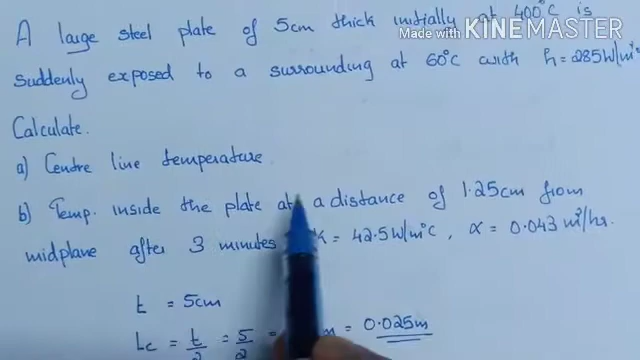 A large steel plate of 5cm thick initially at 400°C is
Made with KINEMASTER
suddenly exposed to a surrounding at 60°C with h = 285W/m²
Calculate.
a) Centre line temperature.
b) Temp. inside the plate at a distance of 1.25cm from
midplane after 3 minutes K = 42.5W/m°C, α = 0.043 m²/hr.
t = 5cm
Lc = t/2 = 5/2 = m = 0.025m